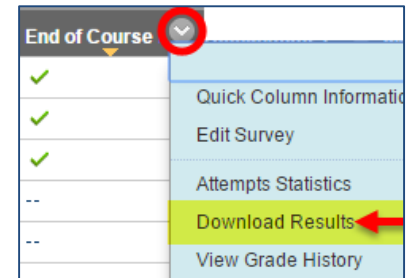 End of Course
Quick Column Informatio
Edit Survey
--
Attempts Statistics
Download Results
--
View Grade History